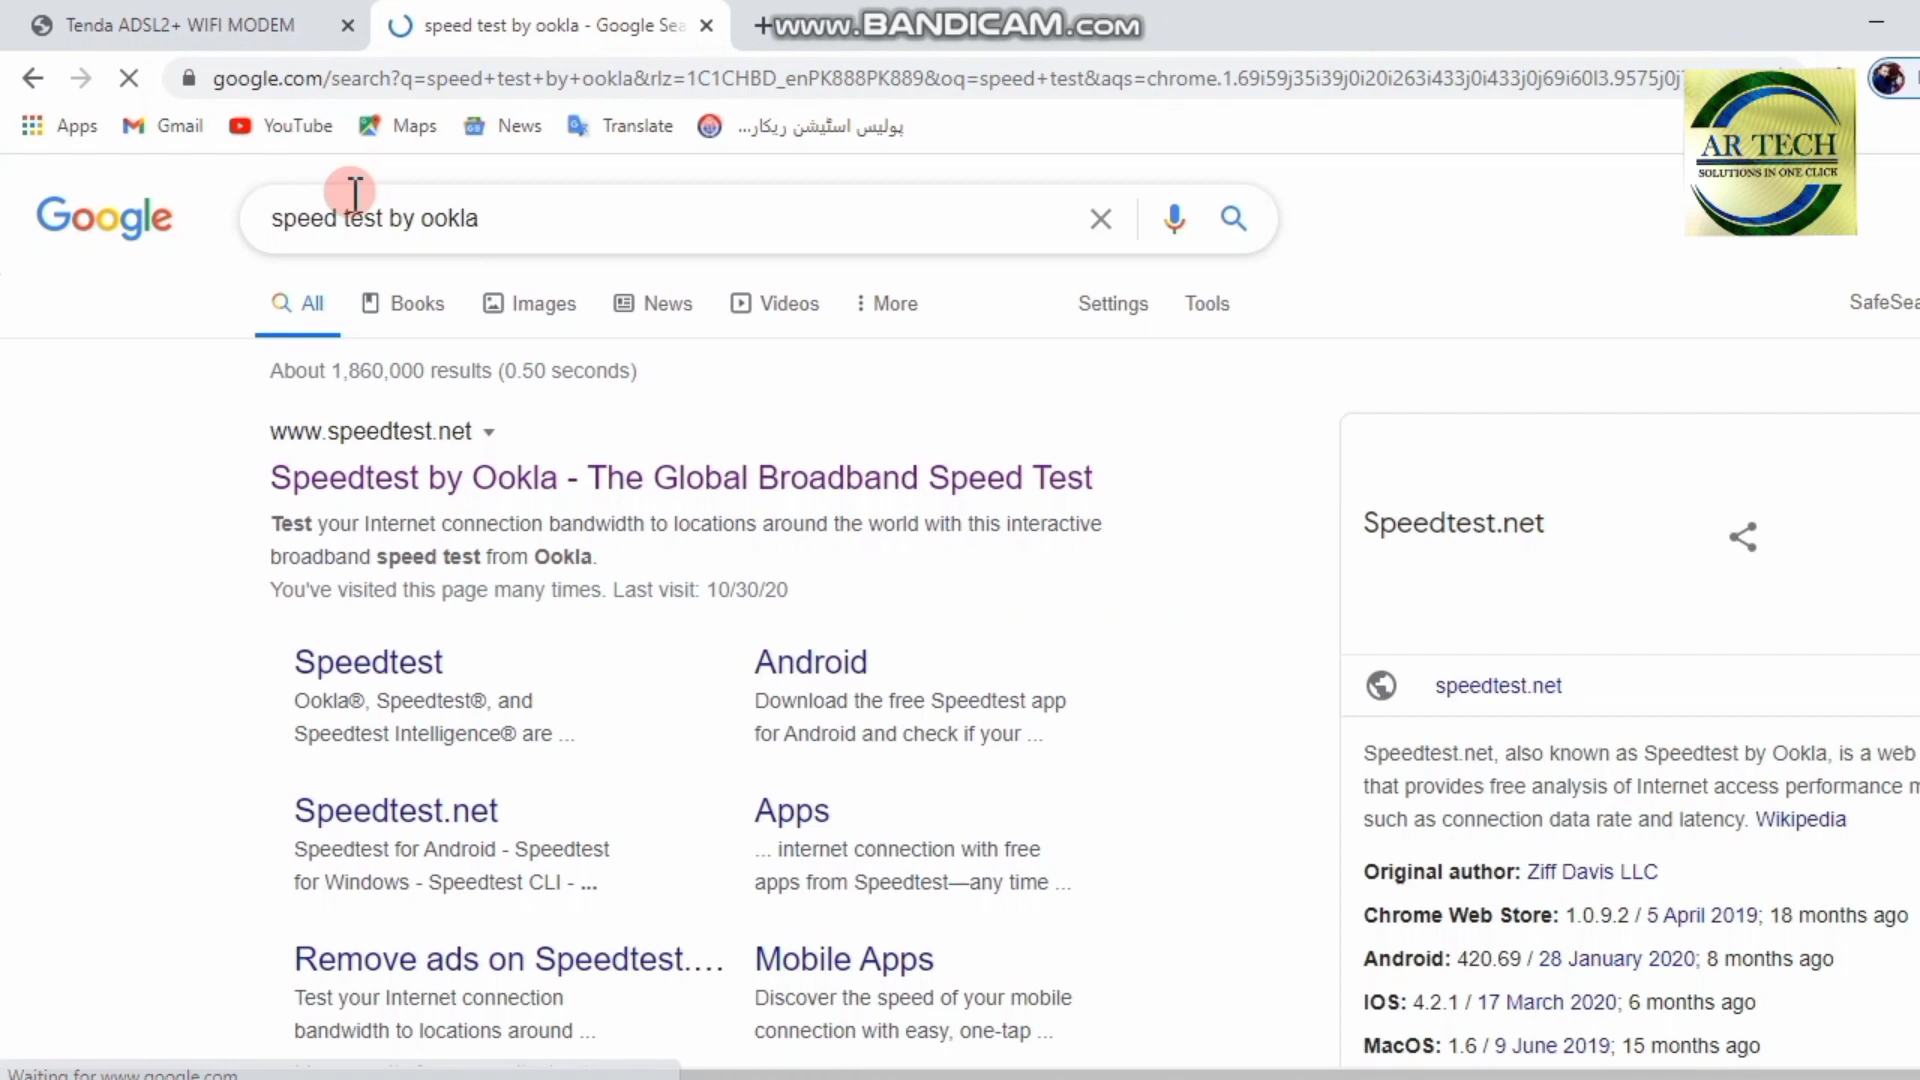 Tenda ADSL2+ WIFI MODEM
speed test by ookla - Google Sea
www.BANDICAM.com
google.com/search?q=speed+test+by+ookla&rlz=1C1CHBD_enPK888PK889&oq=speed+test&aqs=chrome.1.69i59j35i39j0i20i263i433j0i433j0j69i60l3.9575j0j
Apps
Gmail
YouTube
Maps
News
Translate
پولیس اسٹیشن ریکار...
AR TECH
SOLUTIONS IN ONE CLICK
Google
speed test by ookla
All
Books
Images
News
Videos
More
Settings
Tools
SafeSea
About 1,860,000 results (0.50 seconds)
www.speedtest.net
Speedtest by Ookla - The Global Broadband Speed Test
Test your Internet connection bandwidth to locations around the world with this interactive
broadband speed test from Ookla.
You've visited this page many times. Last visit: 10/30/20
Speedtest
Ookla®, Speedtest®, and
Speedtest Intelligence® are ...
Android
Download the free Speedtest app
for Android and check if your ...
Speedtest.net
Speedtest for Android - Speedtest
for Windows - Speedtest CLI - ...
Apps
... internet connection with free
apps from Speedtest—any time ...
Remove ads on Speedtest....
Test your Internet connection
bandwidth to locations around ...
Mobile Apps
Discover the speed of your mobile
connection with easy, one-tap ...
Speedtest.net
speedtest.net
Speedtest.net, also known as Speedtest by Ookla, is a web
that provides free analysis of Internet access performance m
such as connection data rate and latency. Wikipedia
Original author: Ziff Davis LLC
Chrome Web Store: 1.0.9.2 / 5 April 2019; 18 months ago
Android: 420.69 / 28 January 2020; 8 months ago
IOS: 4.2.1 / 17 March 2020; 6 months ago
MacOS: 1.6 / 9 June 2019; 15 months ago
Waiting for www.google.com